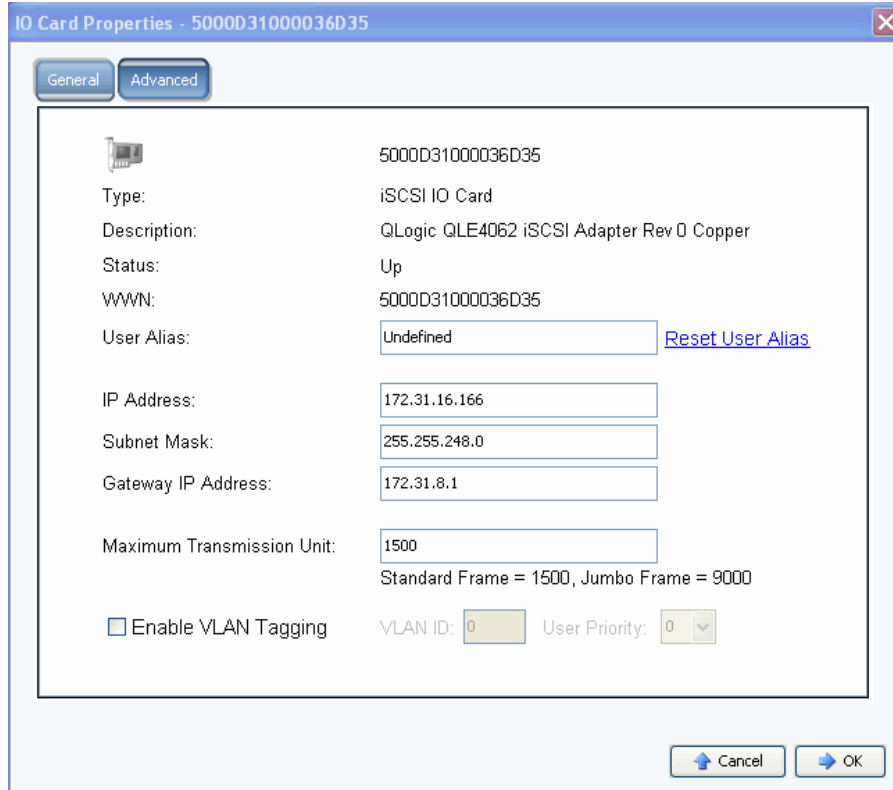 IO Card Properties - 5000D31000036D35
General Advanced
5000D31000036D35
Type: iSCSI IO Card
Description: QLogic QLE4062 iSCSI Adapter Rev 0 Copper
Status: Up
WWN: 5000D31000036D35
User Alias: Undefined Reset User Alias
IP Address: 172.31.16.166
Subnet Mask: 255.255.248.0
Gateway IP Address: 172.31.8.1
Maximum Transmission Unit: 1500
Standard Frame = 1500, Jumbo Frame = 9000
Enable VLAN Tagging VLAN ID: 0 User Priority: 0
Cancel OK